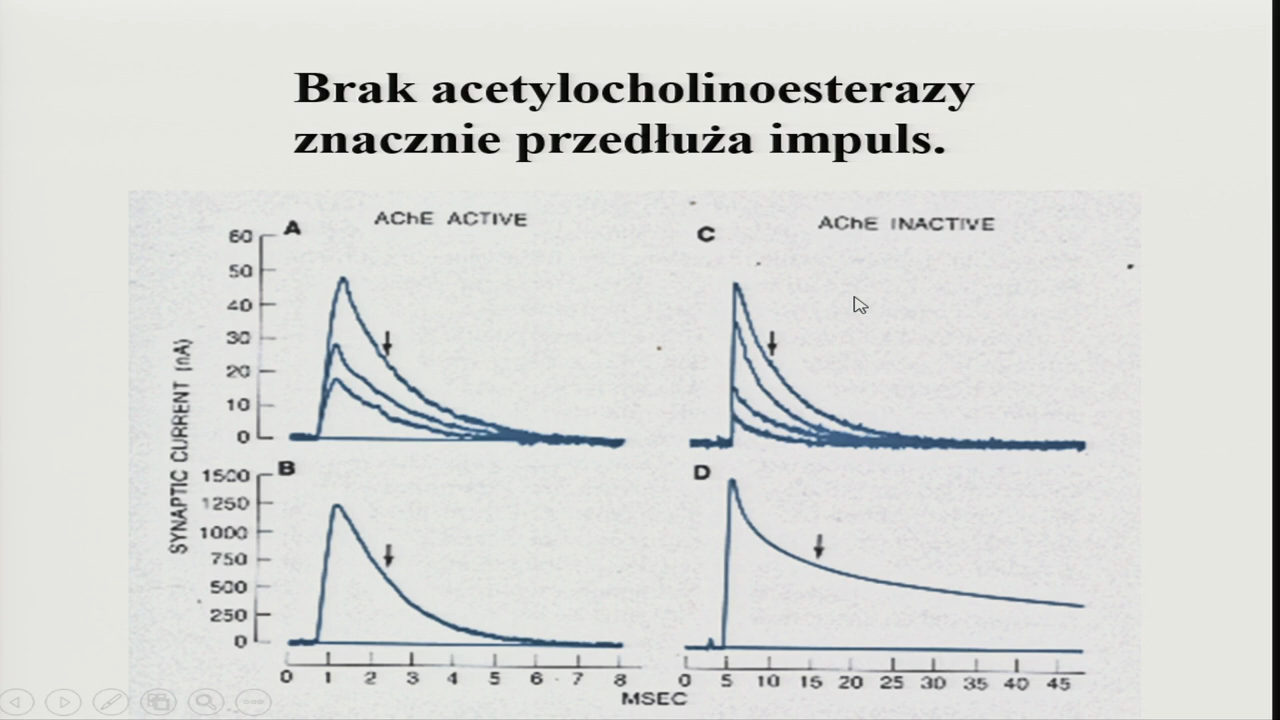 Brak acetylocholinoesterazy
znacznie przedłuża impuls.
A
AChE ACTIVE
60
50
40
30
20
10
0
C
AChE INACTIVE
SYNAPTIC CURRENT (nA)
B
1500
1250
1000
750
500
250
0
D
0 1 2 3 4 5 6 7 8
0 5 10 15 20 25 30 35 40 45
MSEC